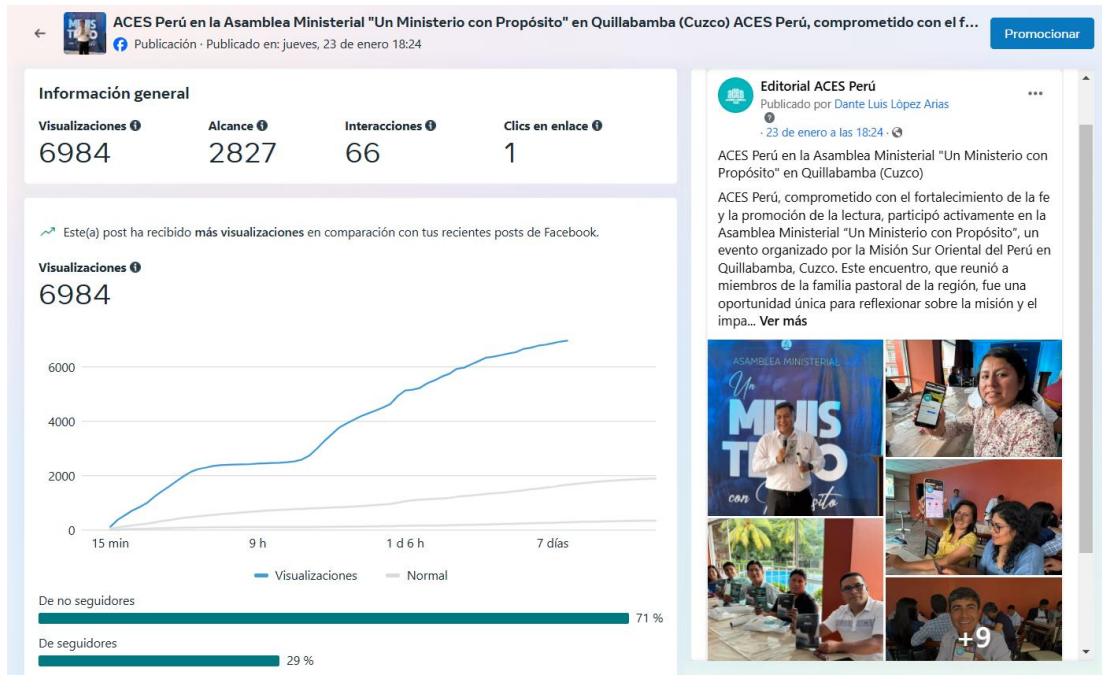 ACES Perú en la Asamblea Ministerial "Un Ministerio con Propósito" en Quillabamba (Cuzco) ACES Perú, comprometido con el f...
Publicación · Publicado en: jueves, 23 de enero 18:24
Promocionar
Información general
Visualizaciones
Alcance
Interacciones
Clics en enlace
6984
2827
66
1
Este(a) post ha recibido más visualizaciones en comparación con tus recientes posts de Facebook.
Visualizaciones
6984
6000
4000
2000
0
15 min
9 h
1 d 6 h
7 días
Visualizaciones
Normal
De no seguidores
71 %
De seguidores
29 %
Editorial ACES Perú
Publicado por Dante Luis López Arias
· 23 de enero a las 18:24 ·
ACES Perú en la Asamblea Ministerial "Un Ministerio con
Propósito" en Quillabamba (Cuzco)
ACES Perú, comprometido con el fortalecimiento de la fe
y la promoción de la lectura, participó activamente en la
Asamblea Ministerial “Un Ministerio con Propósito”, un
evento organizado por la Misión Sur Oriental del Perú en
Quillabamba, Cuzco. Este encuentro, que reunió a
miembros de la familia pastoral de la región, fue una
oportunidad única para reflexionar sobre la misión y el
impa... Ver más
ASAMBLEA MINISTERIAL
Un
MINIS
TE
O
con
+9